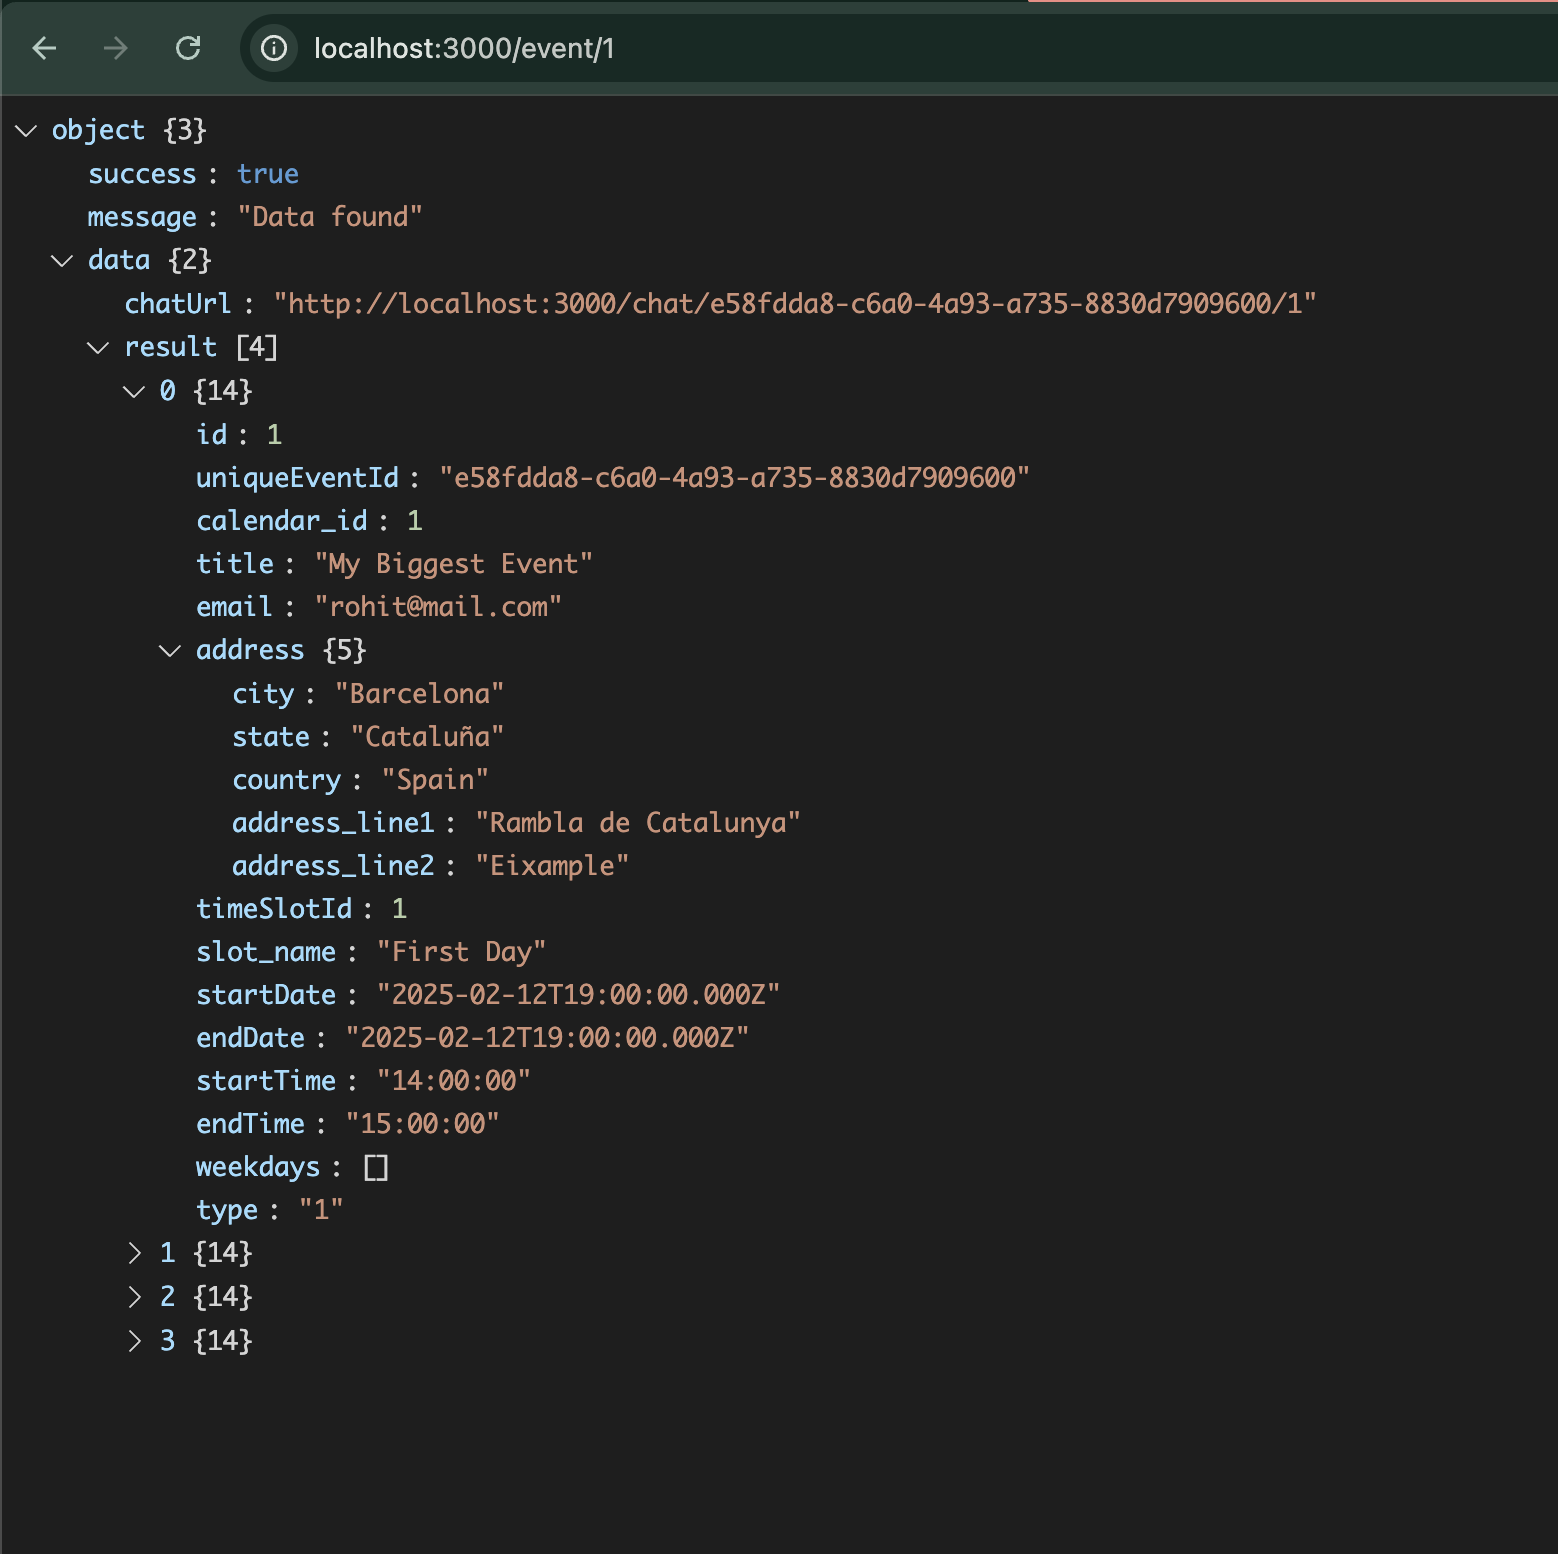 localhost:3000/event/1
object {3}
success : true
message : "Data found"
data {2}
chatUrl : "http://localhost:3000/chat/e58fdda8-c6a0-4a93-a735-8830d7909600/1"
result [4]
0 {14}
id : 1
uniqueEventId : "e58fdda8-c6a0-4a93-a735-8830d7909600"
calendar_id : 1
title : "My Biggest Event"
email : "rohit@mail.com"
address {5}
city : "Barcelona"
state : "Cataluña"
country : "Spain"
address_line1 : "Rambla de Catalunya"
address_line2 : "Eixample"
timeSlotId : 1
slot_name : "First Day"
startDate : "2025-02-12T19:00:00.000Z"
endDate : "2025-02-12T19:00:00.000Z"
startTime : "14:00:00"
endTime : "15:00:00"
weekdays : []
type : "1"
1 {14}
2 {14}
3 {14}